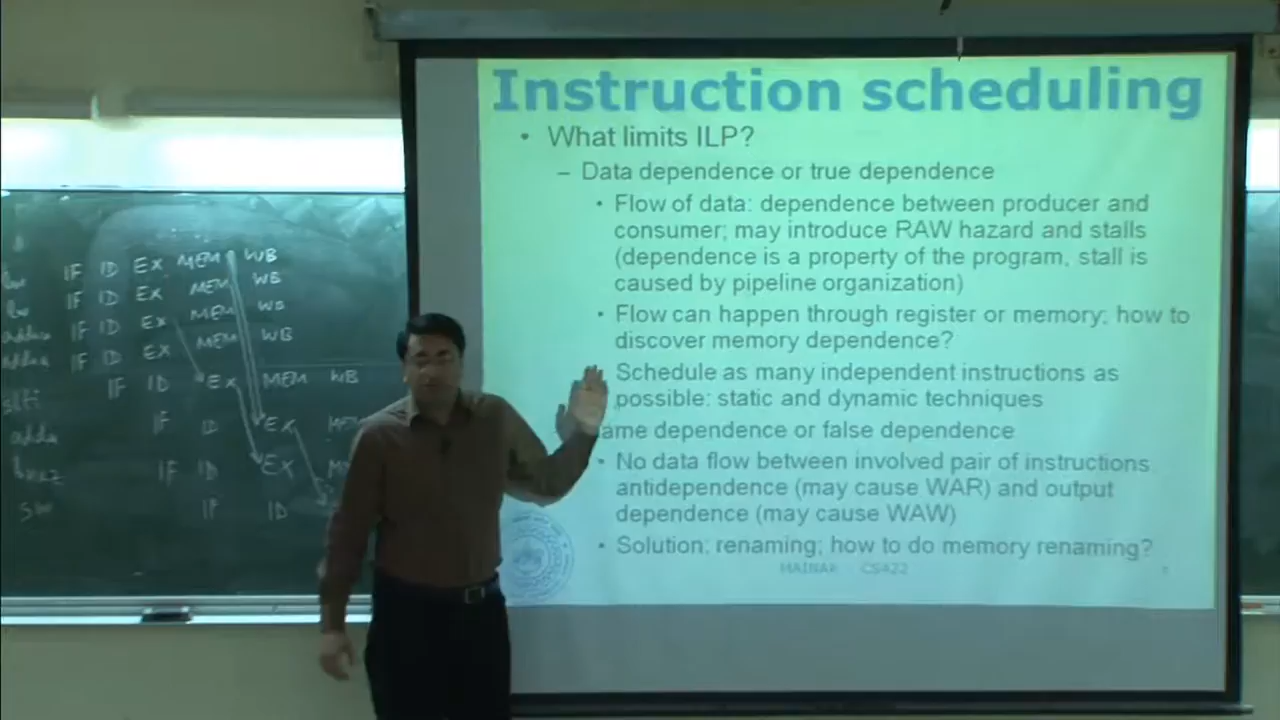 Instruction scheduling
• What limits ILP?
– Data dependence or true dependence
• Flow of data: dependence between producer and
consumer; may introduce RAW hazard and stalls
(dependence is a property of the program, stall is
caused by pipeline organization)
• Flow can happen through register or memory; how to
discover memory dependence?
Schedule as many independent instructions as
possible: static and dynamic techniques
ame dependence or false dependence
• No data flow between involved pair of instructions
antidependence (may cause WAR) and output
dependence (may cause WAW)
• Solution: renaming; how to do memory renaming?
MAINAK CS422
lw IF ID EX MEM WB
lw IF ID EX MEM WB
IF ID EX MEM WB
IF ID EX MEM WB
IF ID EX MEM WB
IF ID EX
IF ID EX
sw IF ID